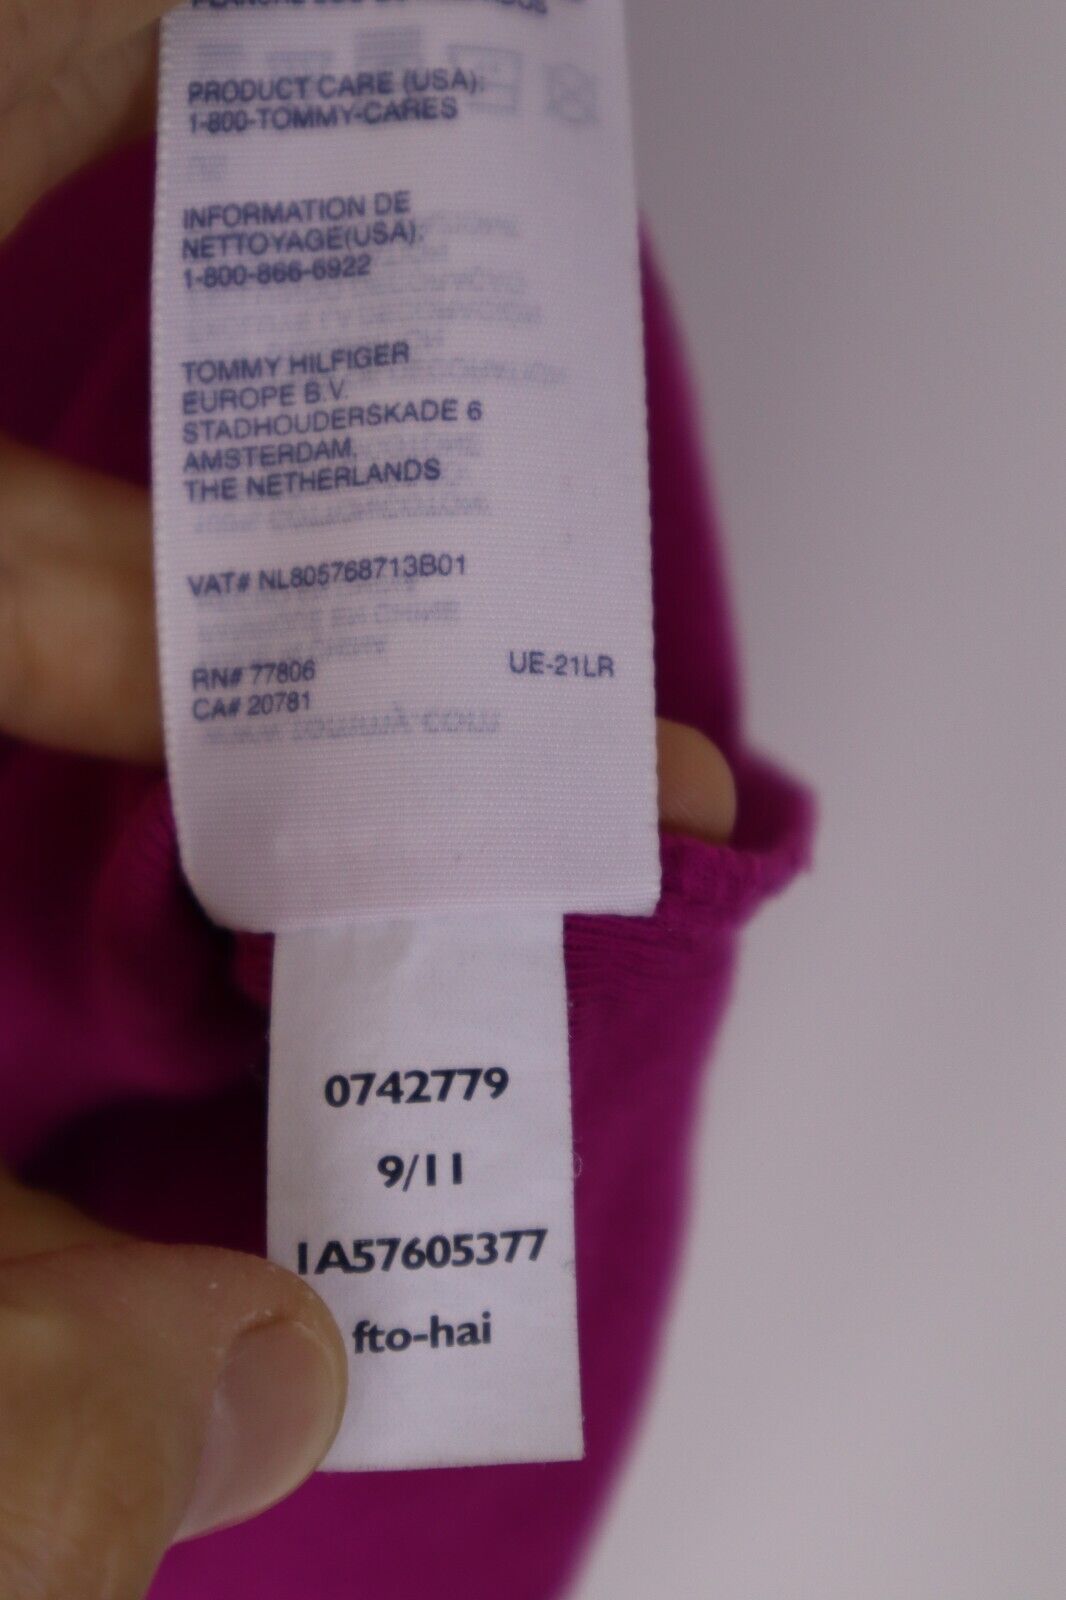 PRODUCT CARE (USA):
1-800-TOMMY-CARES
INFORMATION DE
NETTOYAGE(USA):
1-800-866-6922
TOMMY HILFIGER
EUROPE B.V.
STADHOUDERSKADE 6
AMSTERDAM,
THE NETHERLANDS
VAT# NL805768713B01
RN# 77806
UE-21LR
CA# 20781
0742779
9/11
1A57605377
fto-hai